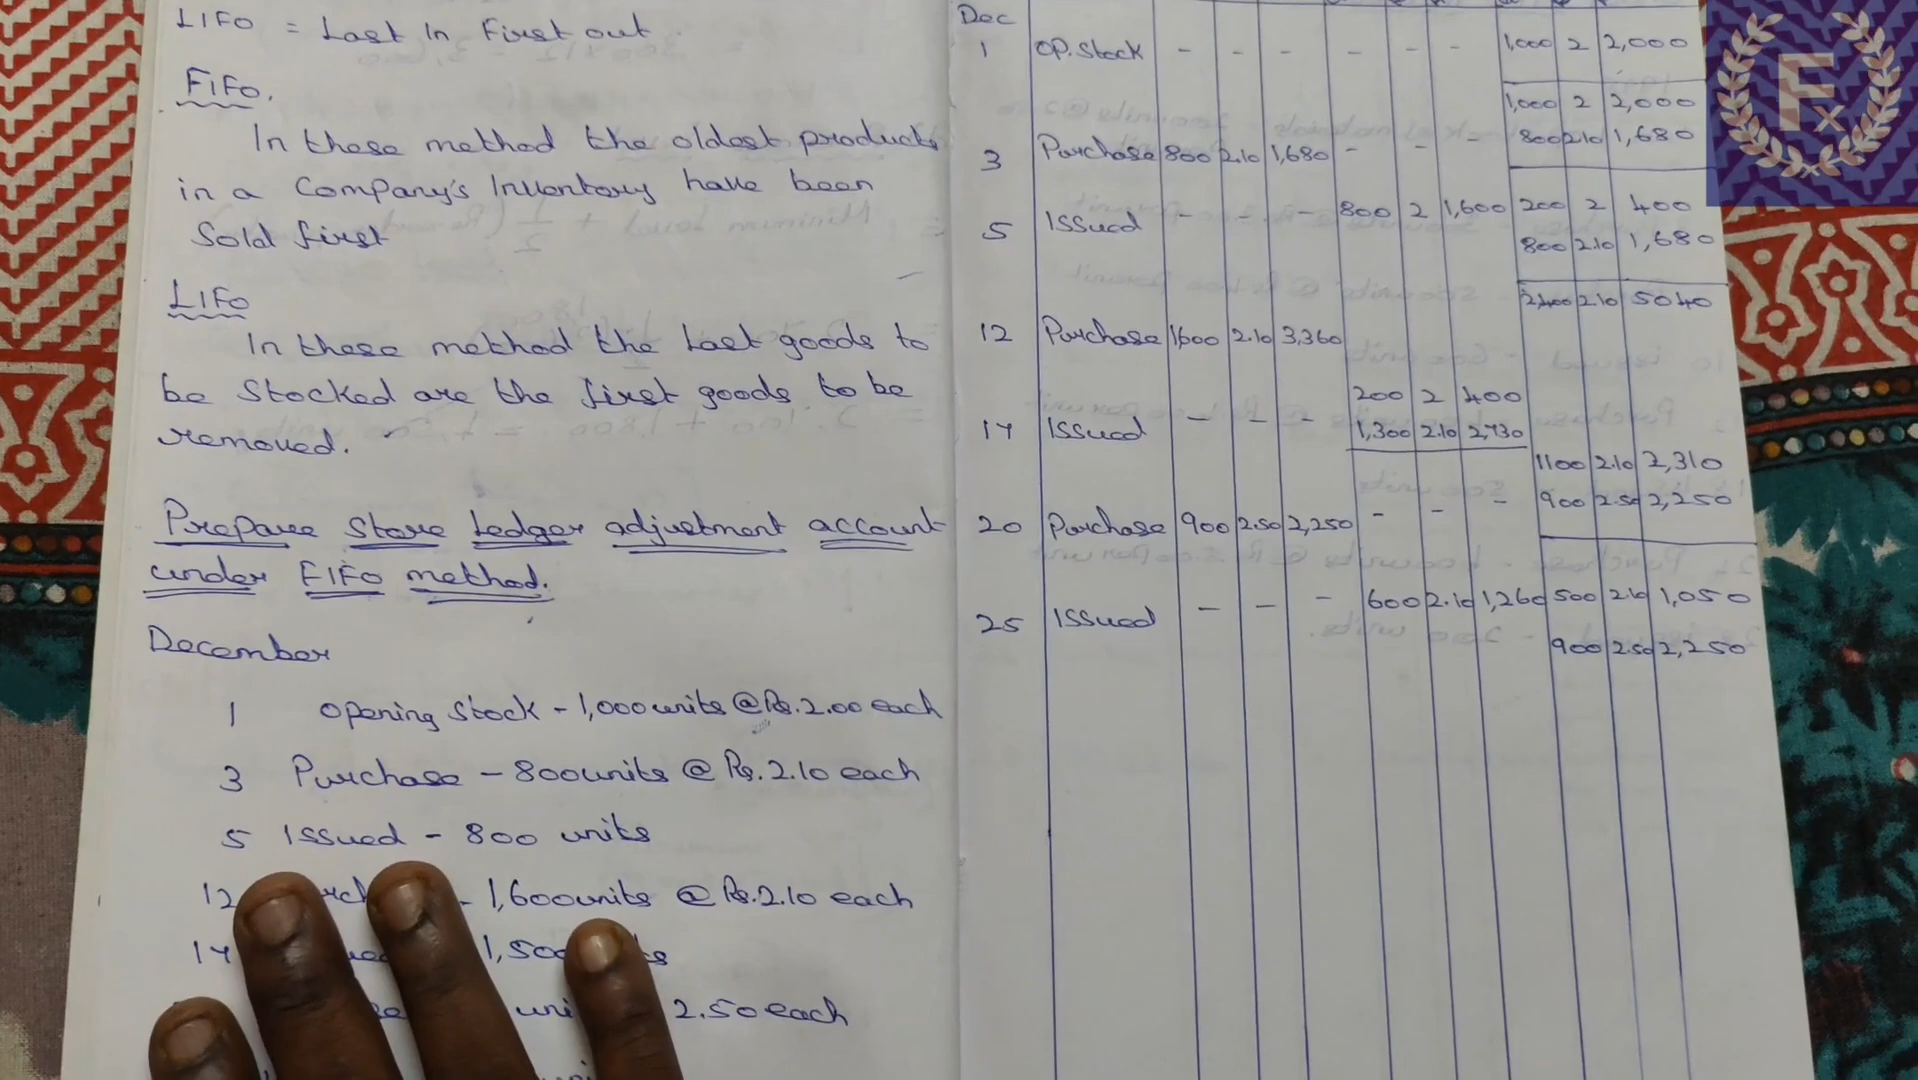 LIFO = Last In First out
FIFO.
In these method the oldest products
in a Company's Inventory have been
Sold first
LIFO
In these method the Last goods to
be Stocked are the first goods to be
removed.
Prepare Store Ledger adjustment account
under FIFO method.
December
1 Opening Stock - 1,000 units @ Rs. 2.00 each
3 Purchase - 800 units @ Rs. 2.10 each
5 Issued - 800 units
12 - 1,600 units @ Rs. 2.10 each
17
2.50 each
Dec
1 OP. Stock - - - - - - 1,000 2 2,000
1,000 2 2,000
3 Purchase 800 2.10 1,680 - - - 800 2.10 1,680
5 Issued - - - 800 2 1,600 200 2 400
800 2.10 1,680
2,400 2.10 5040
12 Purchase 1600 2.10 3,360
200 2 400
17 Issued - - - 1,300 2.10 2,730
1100 2.10 2,310
20 Purchase 900 2.50 2,250 - - - 900 2.50 2,250
25 Issued - - - 600 2.10 1,260 500 2.10 1,050
900 2.50 2,250
Fx